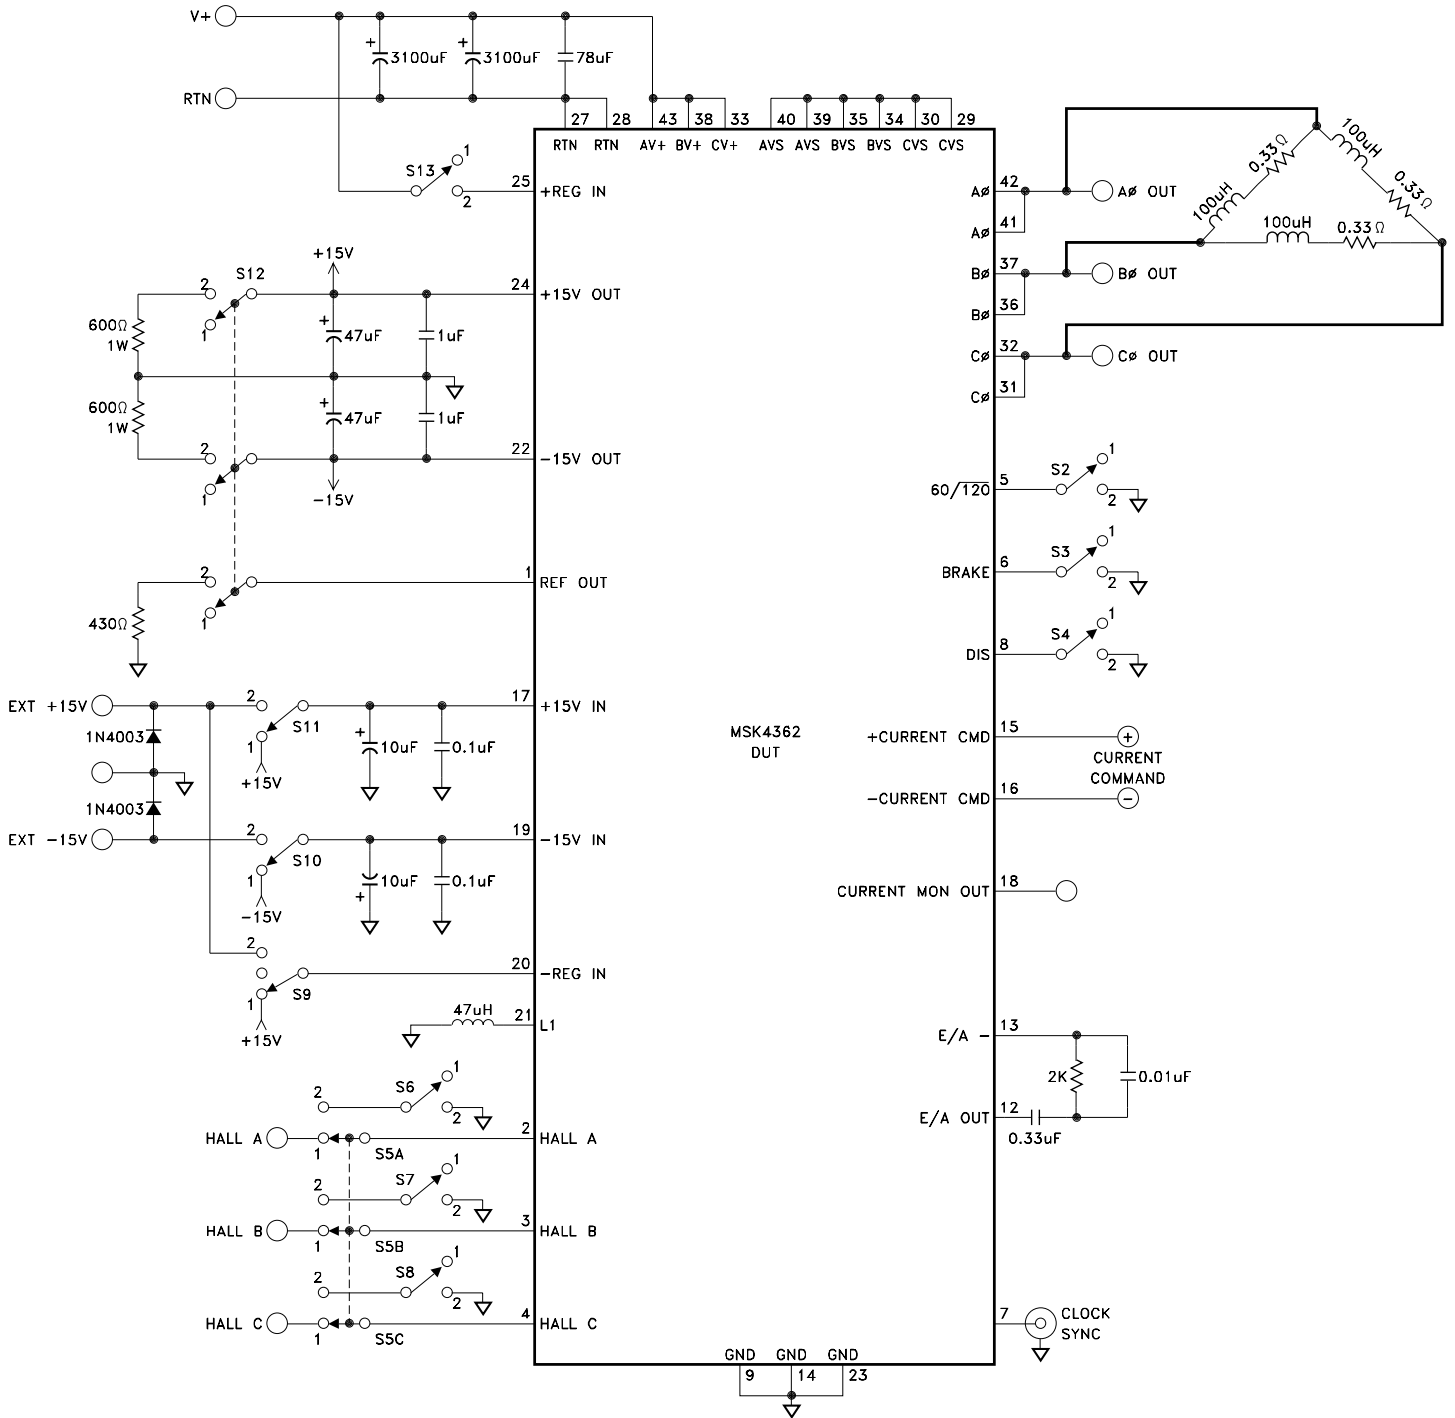 V+
+ 3100uF
+ 3100uF
78uF
RTN
27 28 43 38 33 40 39 35 34 30 29
RTN RTN AV+ BV+ CV+ AVS AVS BVS BVS CVS CVS
S13 1
2
25 +REG IN
AØ 42
AØ OUT
AØ 41
BØ 37
BØ OUT
BØ 36
CØ 32
CØ OUT
CØ 31
100uH
0.33Ω
0.33Ω
100uH
100uH
0.33Ω
+15V
S12
2
1
24 +15V OUT
600Ω
1W
+ 47uF
1uF
600Ω
1W
+ 47uF
1uF
2
1
22 -15V OUT
-15V
60/120 5
S2 1
2
BRAKE 6
S3 1
2
DIS 8
S4 1
2
2
1
1 REF OUT
430Ω
EXT +15V
2
1
S11
17 +15V IN
1N4003
+15V
+ 10uF
0.1uF
1N4003
EXT -15V
2
1
S10
19 -15V IN
-15V
10uF +
0.1uF
2
1
S9
20 -REG IN
+15V
47uH
21 L1
MSK4362
DUT
+CURRENT CMD 15
+
CURRENT
COMMAND
-CURRENT CMD 16
−
CURRENT MON OUT 18
E/A - 13
2K
0.01uF
E/A OUT 12
0.33uF
2
S6 1
2
HALL A
1
S5A
2 HALL A
2
S7 1
2
HALL B
1
S5B
3 HALL B
2
S8 1
2
HALL C
1
S5C
4 HALL C
7
CLOCK
SYNC
GND GND GND
9 14 23